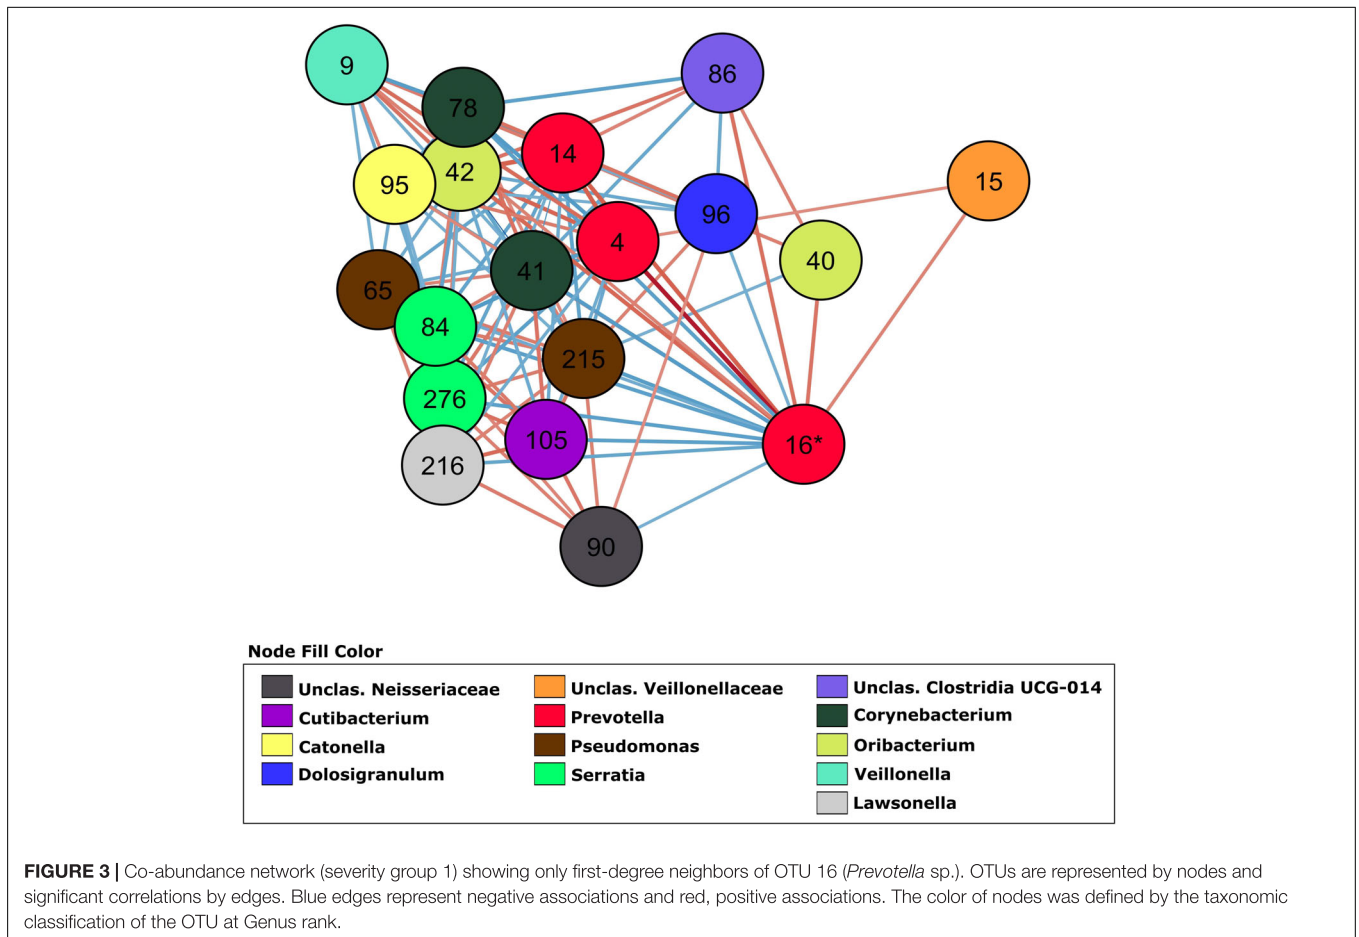 9
86
78
14
42
15
95
96
4
40
41
65
84
215
276
105
16*
216
90
Node Fill Color
Unclas. Neisseriaceae
Unclas. Veillonellaceae
Unclas. Clostridia UCG-014
Cutibacterium
Prevotella
Corynebacterium
Catonella
Pseudomonas
Oribacterium
Dolosigranulum
Serratia
Veillonella
Lawsonella
FIGURE 3 | Co-abundance network (severity group 1) showing only first-degree neighbors of OTU 16 (Prevotella sp.). OTUs are represented by nodes and
significant correlations by edges. Blue edges represent negative associations and red, positive associations. The color of nodes was defined by the taxonomic
classification of the OTU at Genus rank.